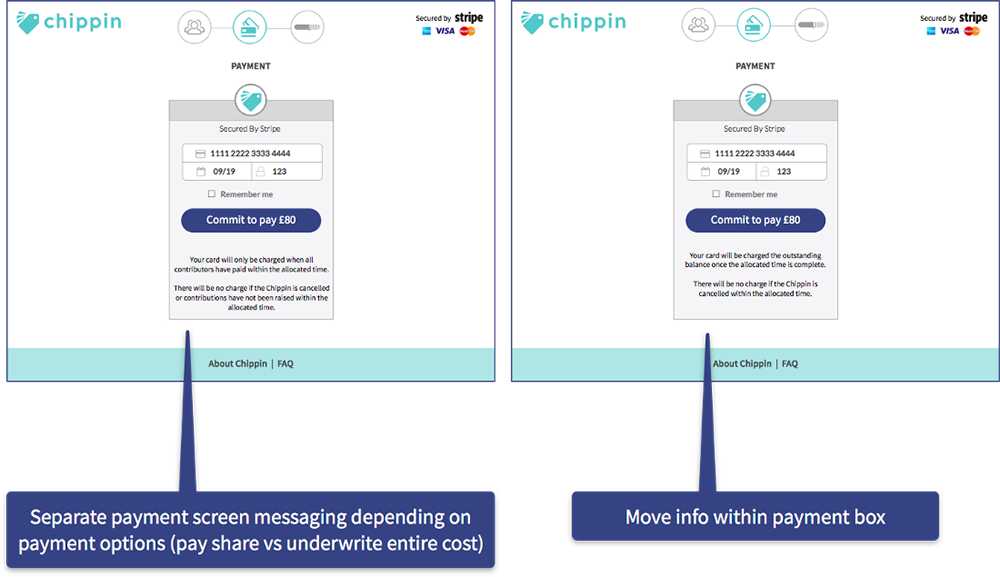 chippin
Secured by stripe
VISA
PAYMENT
Secured By Stripe
1111 2222 3333 4444
09/19 123
Remember me
Commit to pay £80
Your card will only be charged when all
contributors have paid within the allocated time.
There will be no charge if the Chippin is cancelled
or contributions have not been raised within the
allocated time.
About Chippin | FAQ
Separate payment screen messaging depending on
payment options (pay share vs underwrite entire cost)
chippin
Secured by stripe
VISA
PAYMENT
Secured By Stripe
1111 2222 3333 4444
09/19 123
Remember me
Commit to pay £80
Your card will be charged the outstanding
balance once the allocated time is complete.
There will be no charge if the Chippin is
cancelled within the allocated time.
About Chippin | FAQ
Move info within payment box